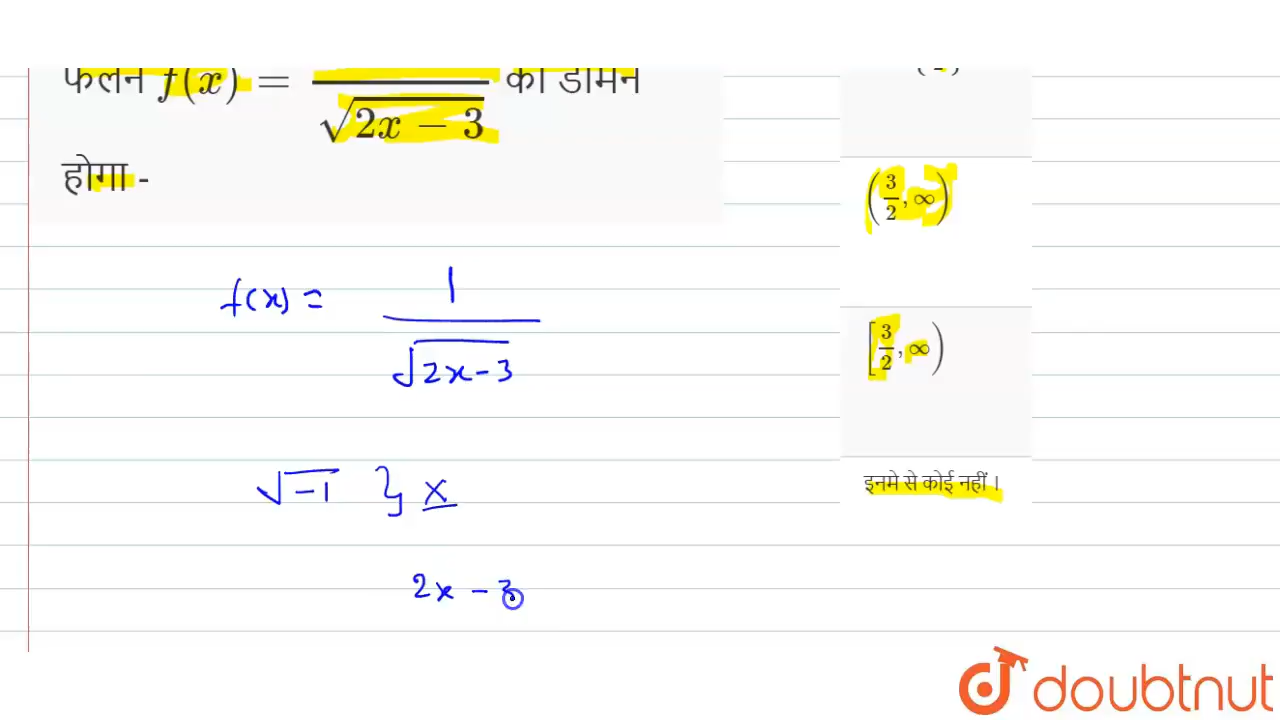 फलन f(x) = ———— का डोमेन
√2x − 3
होगा -
(3/2, ∞)
[3/2, ∞)
इनमे से कोई नहीं ।
f(x) = 1/√2x-3
√-1 } x
2x - 3
doubtnut